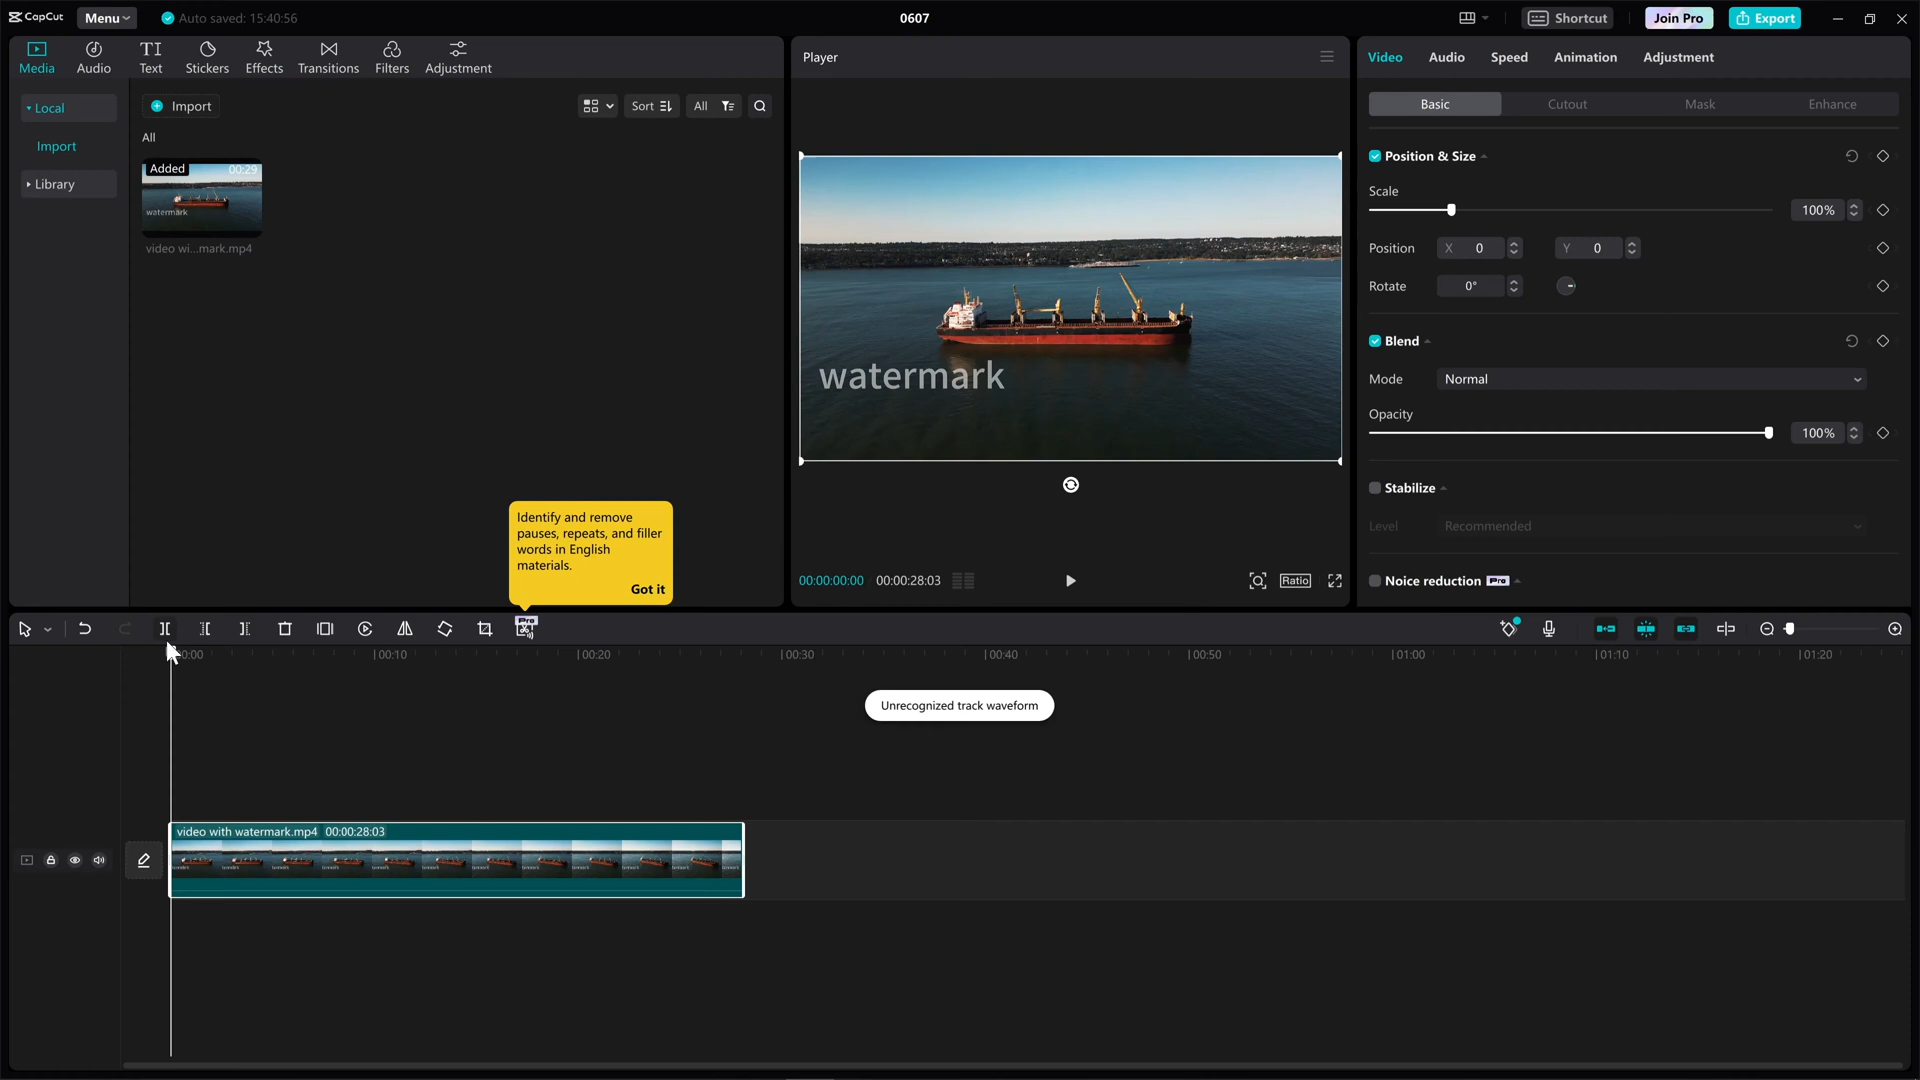 CapCut
Menu
Auto saved: 15:40:56
0607
Shortcut
Join Pro
Export
Media
Audio
Text
Stickers
Effects
Transitions
Filters
Adjustment
Local
Import
Library
Import
Sort
All
All
Added
00:29
watermark
video wi...mark.mp4
Identify and remove
pauses, repeats, and filler
words in English
materials.
Got it
Player
watermark
00:00:00:00
00:00:28:03
Ratio
Video
Audio
Speed
Animation
Adjustment
Basic
Cutout
Mask
Enhance
Position & Size
Scale
100%
Position
X 0
Y 0
Rotate
0°
Blend
Mode
Normal
Opacity
100%
Stabilize
Level
Recommended
Noice reduction Pro
Pro
00:00
00:10
00:20
00:30
00:40
00:50
01:00
01:10
01:20
Unrecognized track waveform
video with watermark.mp4 00:00:28:03